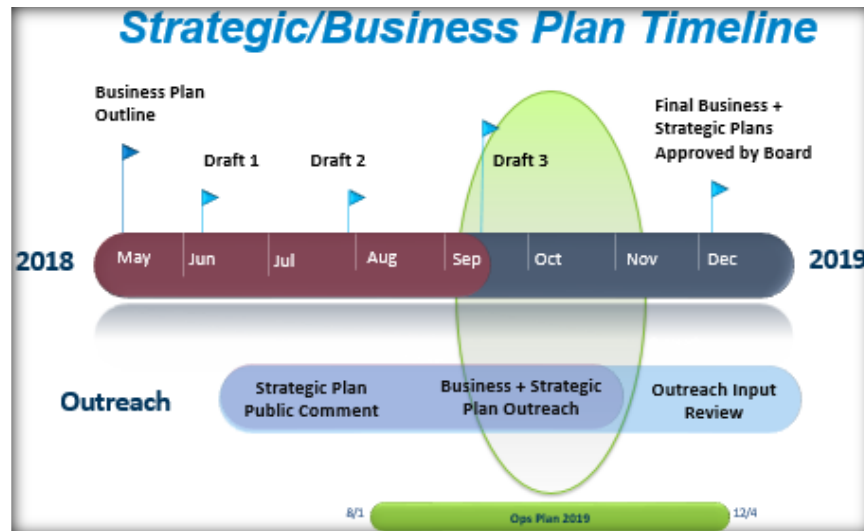 Strategic/Business Plan Timeline
Business Plan
Outline
Draft 1
Draft 2
Draft 3
Final Business +
Strategic Plans
Approved by Board
2018
May
Jun
Jul
Aug
Sep
Oct
Nov
Dec
2019
Outreach
Strategic Plan
Public Comment
Business + Strategic
Plan Outreach
Outreach Input
Review
8/1
Ops Plan 2019
12/4